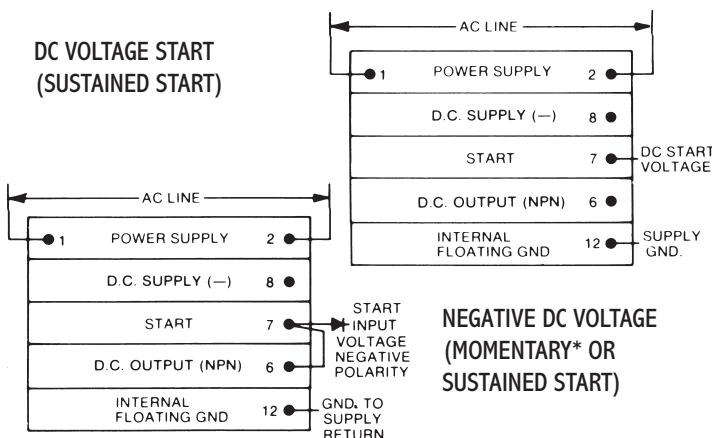 DC VOLTAGE START
(SUSTAINED START)
AC LINE
1 POWER SUPPLY 2
D.C. SUPPLY (—) 8
START 7
DC START
VOLTAGE
D.C. OUTPUT (NPN) 6
INTERNAL
FLOATING GND 12
SUPPLY
GND.
AC LINE
1 POWER SUPPLY 2
D.C. SUPPLY (—) 8
START 7
START
INPUT
VOLTAGE
NEGATIVE
POLARITY
D.C. OUTPUT (NPN) 6
INTERNAL
FLOATING GND 12
GND. TO
SUPPLY
RETURN
NEGATIVE DC VOLTAGE
(MOMENTARY* OR
SUSTAINED START)